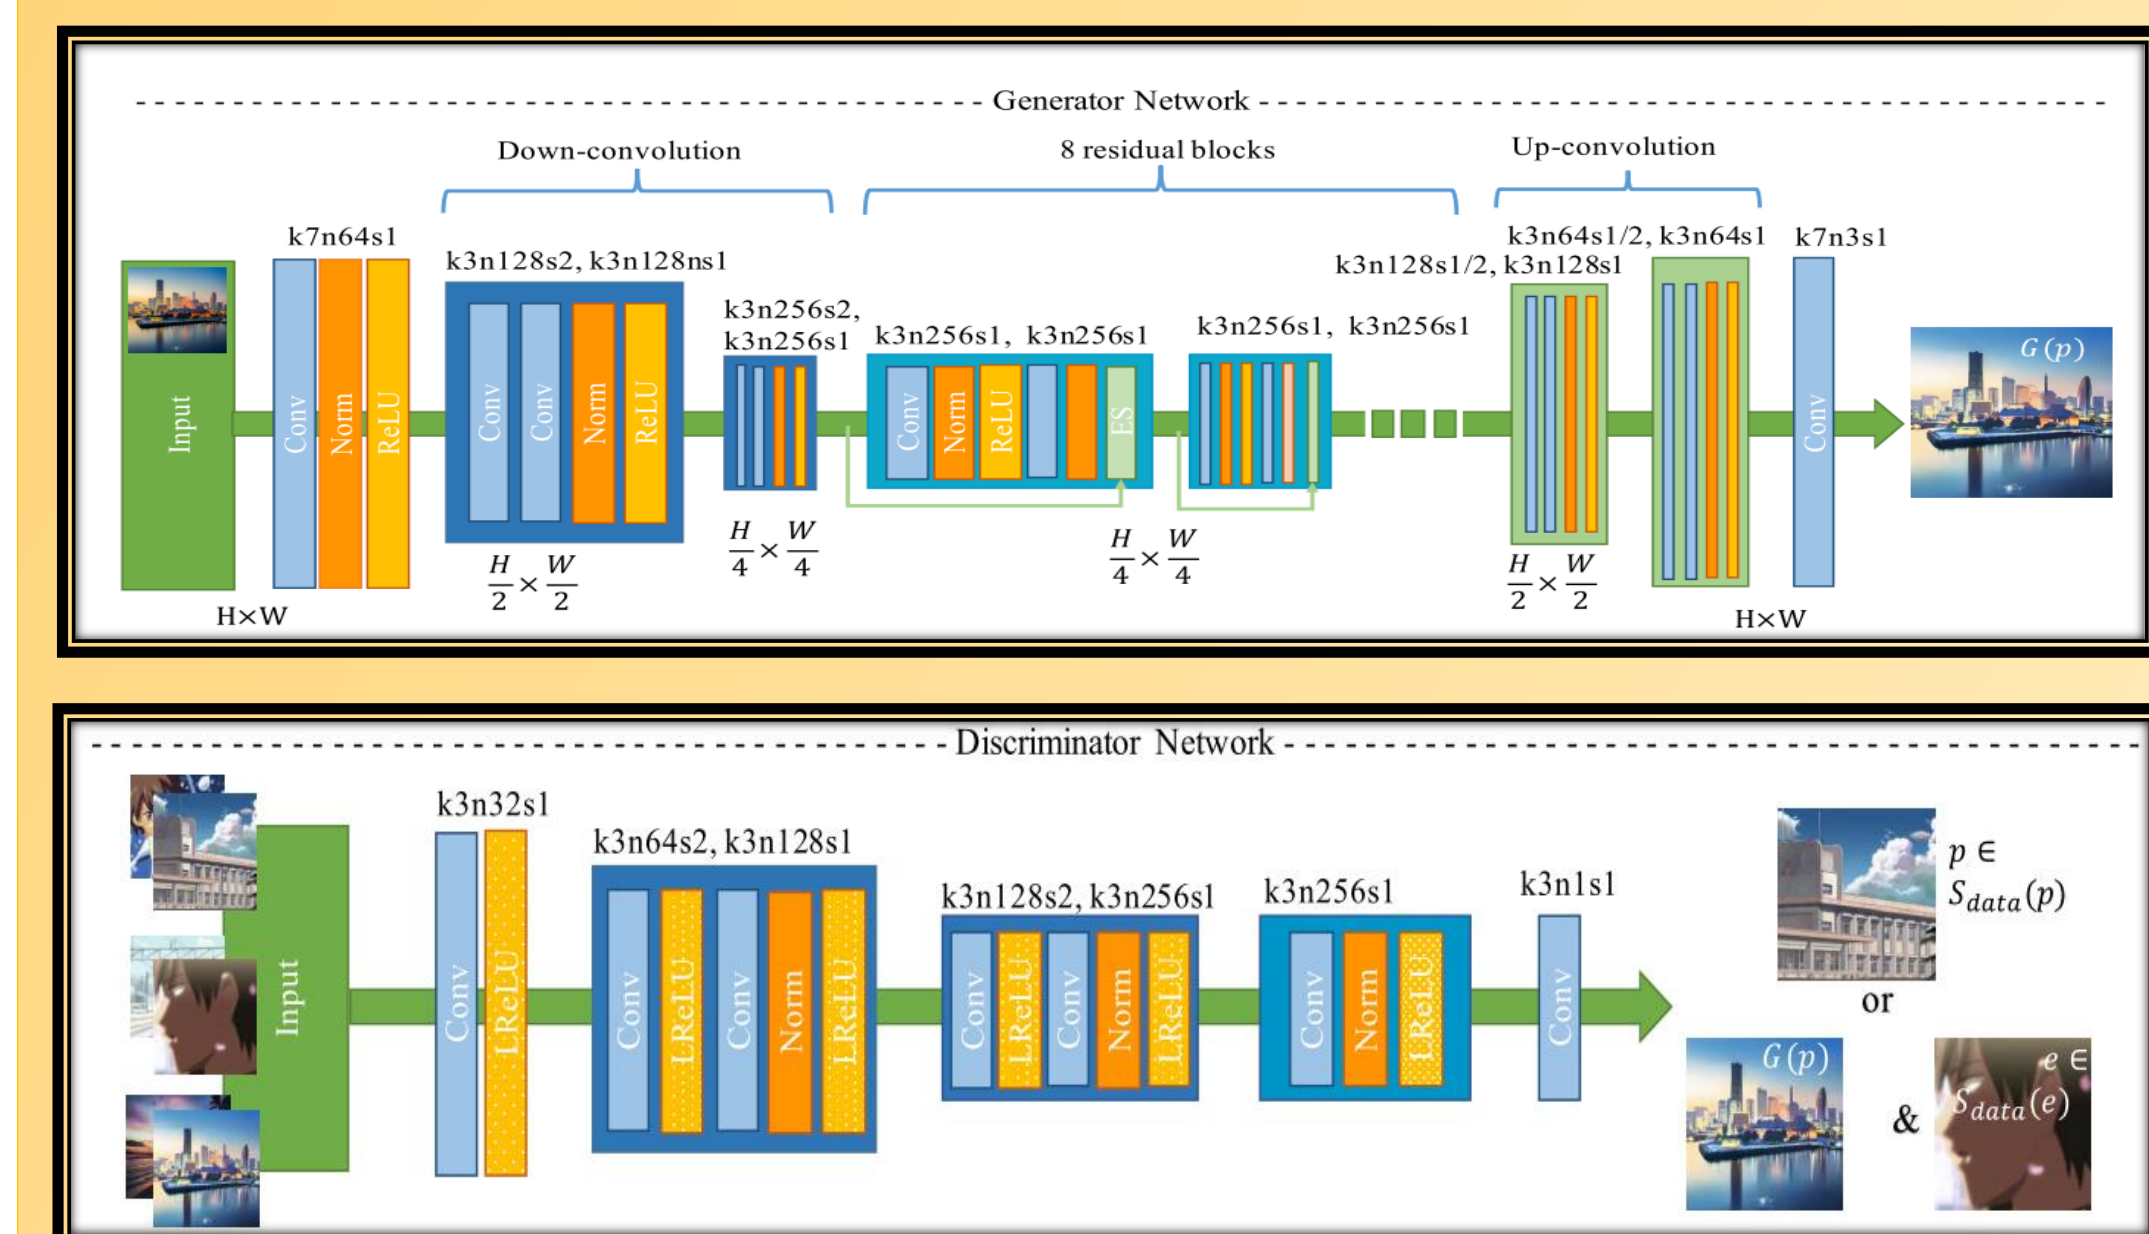 Generator Network
Down-convolution
8 residual blocks
Up-convolution
k7n64s1
k3n128s2, k3n128ns1
k3n256s2,
k3n256s1
k3n256s1, k3n256s1
k3n256s1, k3n256s1
k3n128s1/2, k3n128s1
k3n64s1/2, k3n64s1
k7n3s1
Input
Conv
Norm
ReLU
Conv
Conv
Norm
ReLU
Conv
Norm
ReLU
ES
Conv
G(p)
H×W
H/2 × W/2
H/4 × W/4
H/4 × W/4
H/2 × W/2
H×W
Discriminator Network
k3n32s1
k3n64s2, k3n128s1
k3n128s2, k3n256s1
k3n256s1
k3n1s1
Input
Conv
LReLU
Conv
LReLU
Conv
Norm
LReLU
Conv
LReLU
Conv
Norm
LReLU
Conv
Norm
LReLU
Conv
p ∈
S_data(p)
or
G(p)
&
e ∈
S_data(e)